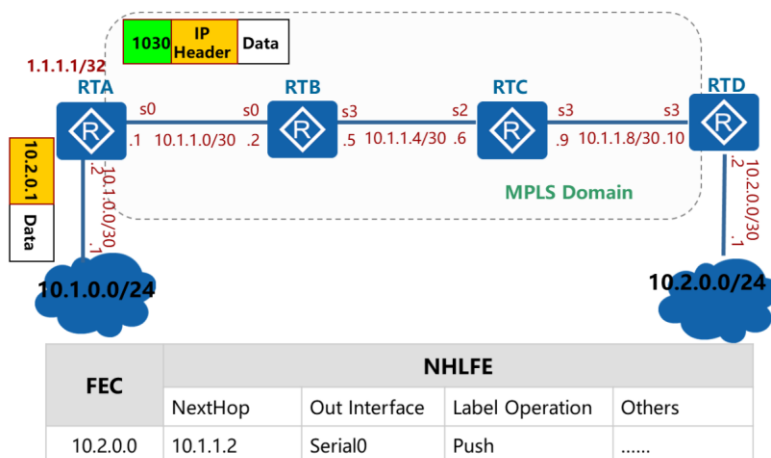 1030 IP Header Data
1.1.1.1/32
RTA RTB RTC RTD
s0 s0 s3 s2 s3 s3
R R R R
.1 10.1.1.0/30 .2 .5 10.1.1.4/30 .6 .9 10.1.1.8/30 .10
10.2.0.1
Data
.2
10.1.0.0/30
.1
MPLS Domain
.2
10.2.0.0/30
.1
10.1.0.0/24
10.2.0.0/24
FEC NHLFE
NextHop Out Interface Label Operation Others
10.2.0.0 10.1.1.2 Serial0 Push ......